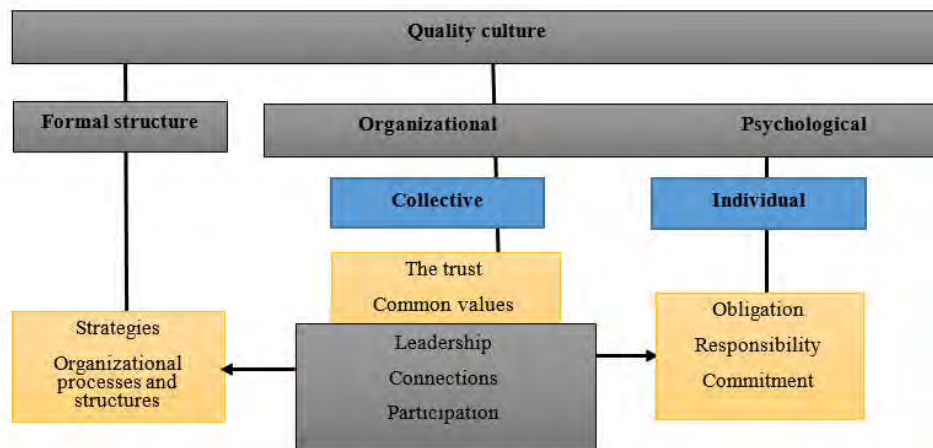 Quality culture
Formal structure
Organizational
Psychological
Collective
Individual
The trust
Common values
Strategies
Organizational
processes and
structures
Leadership
Connections
Participation
Obligation
Responsibility
Commitment